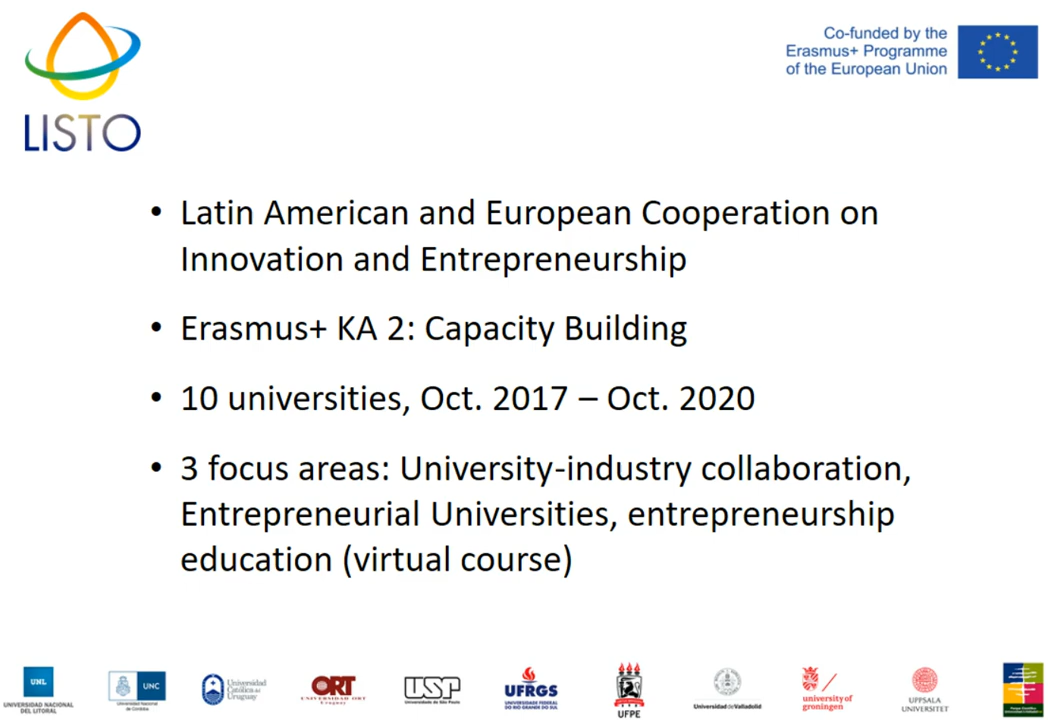 Co-funded by the
Erasmus+ Programme
of the European Union
LISTO
• Latin American and European Cooperation on
Innovation and Entrepreneurship
• Erasmus+ KA 2: Capacity Building
• 10 universities, Oct. 2017 – Oct. 2020
• 3 focus areas: University-industry collaboration,
Entrepreneurial Universities, entrepreneurship
education (virtual course)
UNL
UNIVERSIDAD NACIONAL
DEL LITORAL
UNC
Universidad Nacional
de Córdoba
Universidad
Católica del
Uruguay
ORT
UNIVERSIDAD ORT
Uruguay
USP
Universidade de São Paulo
UFRGS
UNIVERSIDADE FEDERAL
DO RIO GRANDE DO SUL
UFPE
Universidad de Valladolid
university of
groningen
UPPSALA
UNIVERSITET
Parque Científico